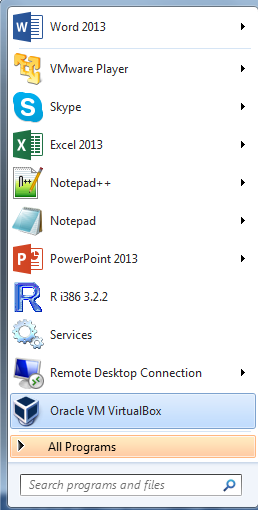 Word 2013
VMware Player
Skype
Excel 2013
Notepad++
Notepad
PowerPoint 2013
R i386 3.2.2
Services
Remote Desktop Connection
Oracle VM VirtualBox
All Programs
Search programs and files